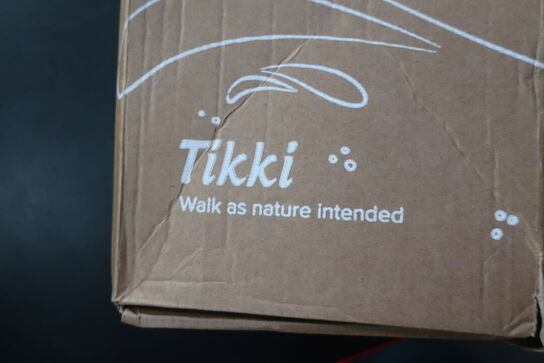 Tikki
Walk as nature intended